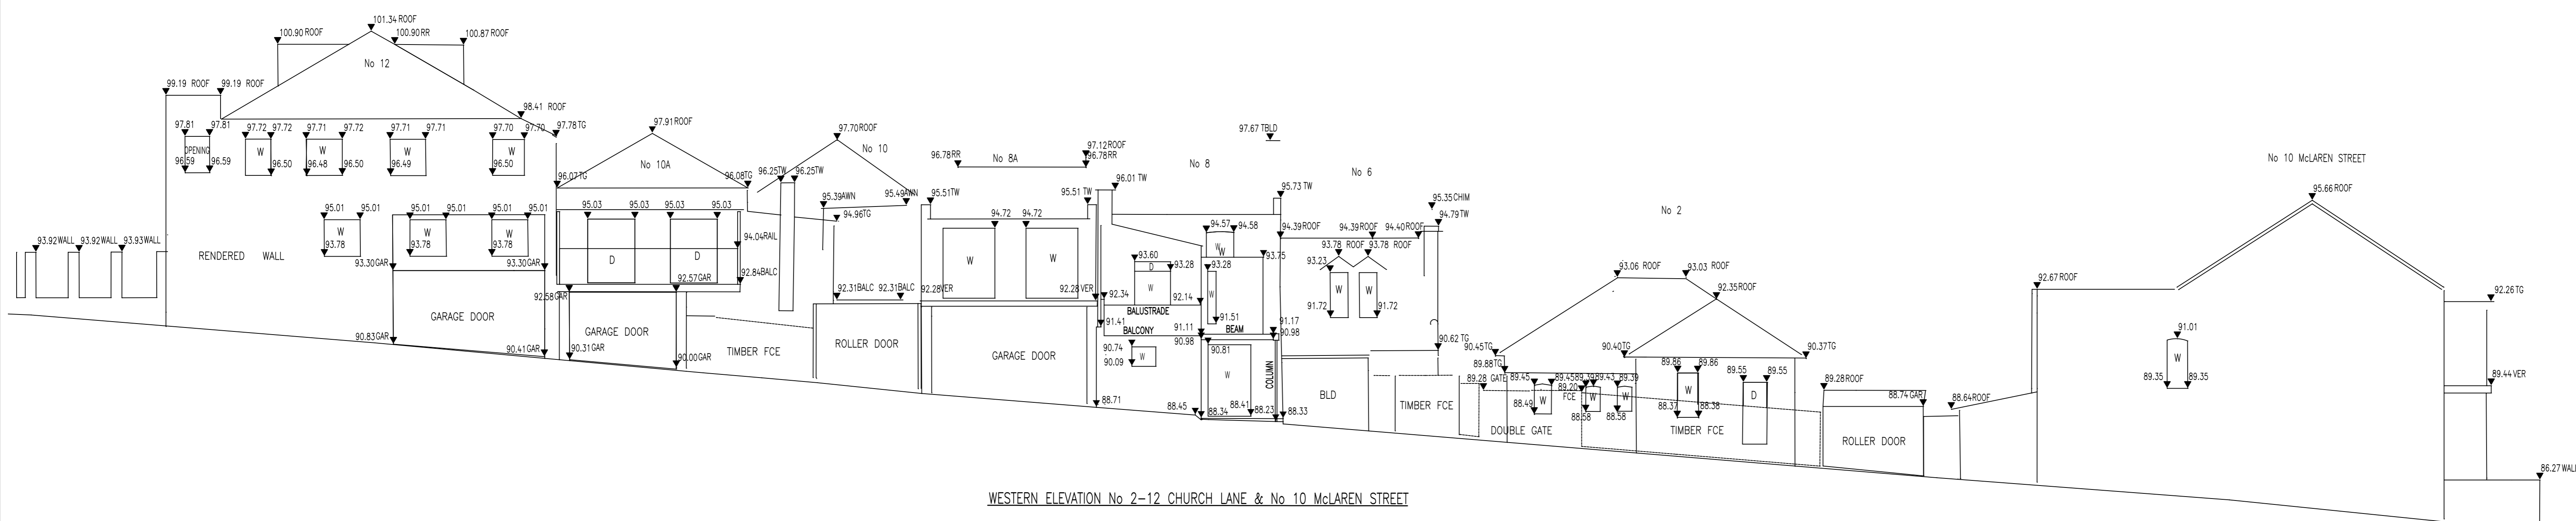 101.34 ROOF
100.90 ROOF
100.90 RR
100.87 ROOF
No 12
99.19 ROOF
99.19 ROOF
98.41 ROOF
97.81
97.81
97.72
97.72
97.71
97.72
97.71
97.71
97.70
97.70
97.78 TG
OPENING
W
W
W
W
96.59
96.59
96.50
96.48
96.50
96.49
96.50
95.01
95.01
95.01
95.01
95.01
95.01
W
W
W
93.78
93.78
93.78
93.92 WALL
93.92 WALL
93.93 WALL
RENDERED WALL
93.30 GAR
93.30 GAR
GARAGE DOOR
90.83 GAR
90.41 GAR
97.91 ROOF
No 10A
96.07 TG
96.08 TG
95.03
95.03
95.03
95.03
D
D
94.04 RAIL
92.84 BALC
92.58 GAR
92.57 GAR
GARAGE DOOR
90.31 GAR
90.00 GAR
TIMBER FCE
97.70 ROOF
No 10
96.25 TW
96.25 TW
95.39 AWN
95.49 AWN
94.96 TG
92.31 BALC
92.31 BALC
ROLLER DOOR
97.12 ROOF
96.78 RR
No 8A
96.78 RR
95.51 TW
95.51 TW
94.72
94.72
W
W
92.28 VER
92.28 VER
GARAGE DOOR
97.67 TBLD
No 8
96.01 TW
95.73 TW
94.57
94.58
W
W
93.60
93.28
93.28
93.75
D
W
W
92.34
92.14
BALUSTRADE
91.41
91.51
91.17
BALCONY
91.11
BEAM
90.98
90.98
90.74
90.81
W
90.09
W
COLUMN
88.71
88.45
88.34
88.41
88.23
88.33
No 6
95.35 CHIM
94.79 TW
94.39 ROOF
94.39 ROOF
94.40 ROOF
93.78 ROOF
93.78 ROOF
93.23
W
W
91.72
91.72
90.62 TG
BLD
TIMBER FCE
No 2
93.06 ROOF
93.03 ROOF
92.35 ROOF
90.45 TG
90.40 TG
90.37 TG
89.88 TG
89.28 GATE
89.45
89.45
89.39
89.43
89.39
89.20
FCE
89.86
89.86
89.55
89.55
W
W
W
W
D
88.49
88.58
88.58
88.37
88.38
DOUBLE GATE
TIMBER FCE
89.28 ROOF
88.74 GAR
ROLLER DOOR
88.64 ROOF
No 10 McLAREN STREET
95.66 ROOF
92.67 ROOF
92.26 TG
91.01
W
89.35
89.35
89.44 VER
86.27 WALL
WESTERN ELEVATION No 2-12 CHURCH LANE & No 10 McLAREN STREET